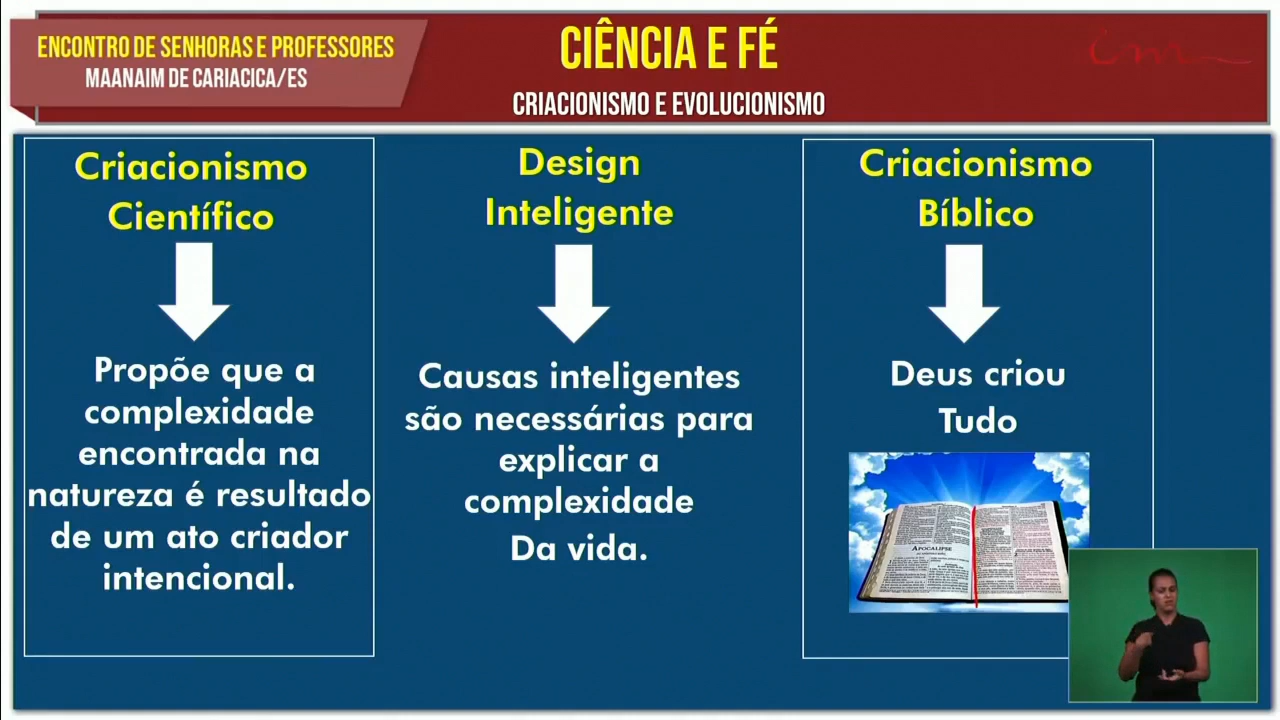 ENCONTRO DE SENHORAS E PROFESSORES
MAANAIM DE CARIACICA/ES
CIÊNCIA E FÉ
CRIACIONISMO E EVOLUCIONISMO
Criacionismo
Científico
Propõe que a
complexidade
encontrada na
natureza é resultado
de um ato criador
intencional.
Design
Inteligente
Causas inteligentes
são necessárias para
explicar a
complexidade
Da vida.
Criacionismo
Bíblico
Deus criou
Tudo
APOCALIPSE